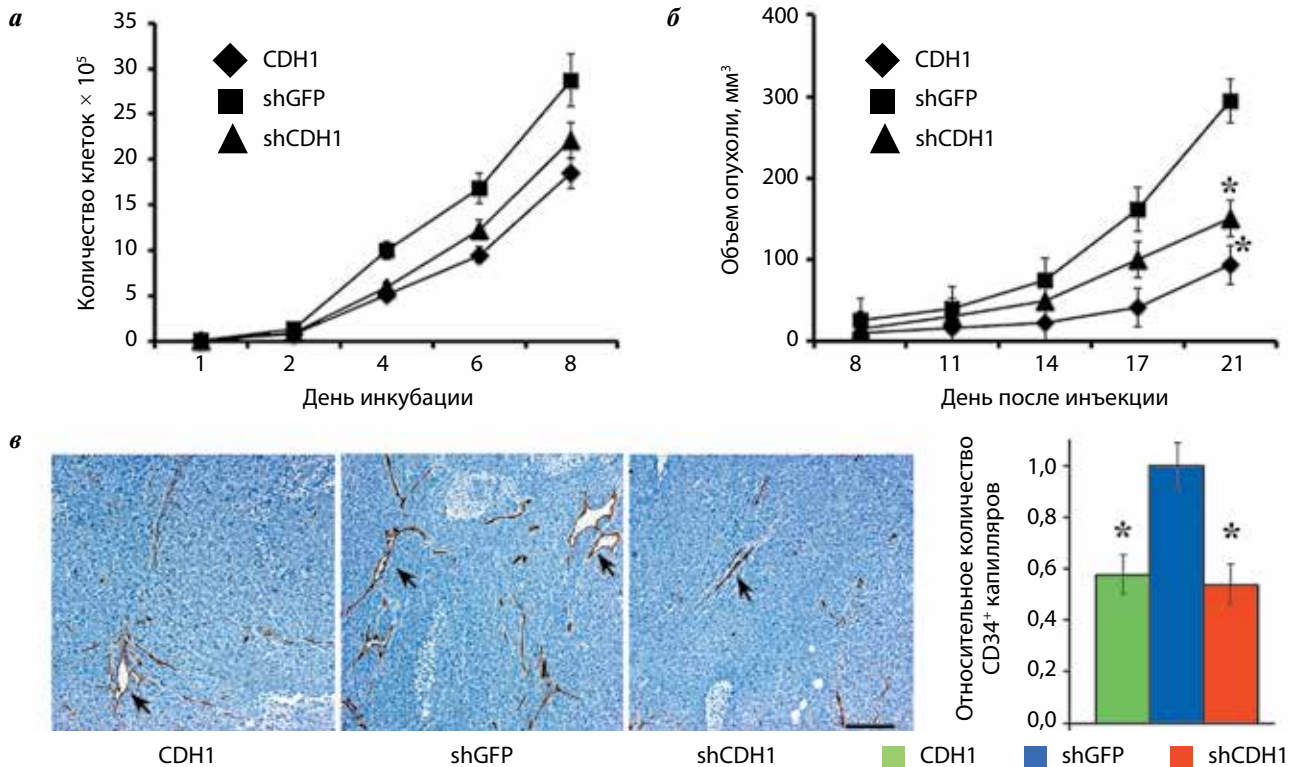 а
Количество клеток × 10⁵
35
30
25
20
15
10
5
0
CDH1
shGFP
shCDH1
1 2 4 6 8
День инкубации
б
Объем опухоли, мм³
400
300
200
100
0
CDH1
shGFP
shCDH1
*
*
8 11 14 17 21
День после инъекции
в
CDH1 shGFP shCDH1
Относительное количество
CD34⁺ капилляров
1,0
0,8
0,6
0,4
0,2
0,0
* *
CDH1 shGFP shCDH1